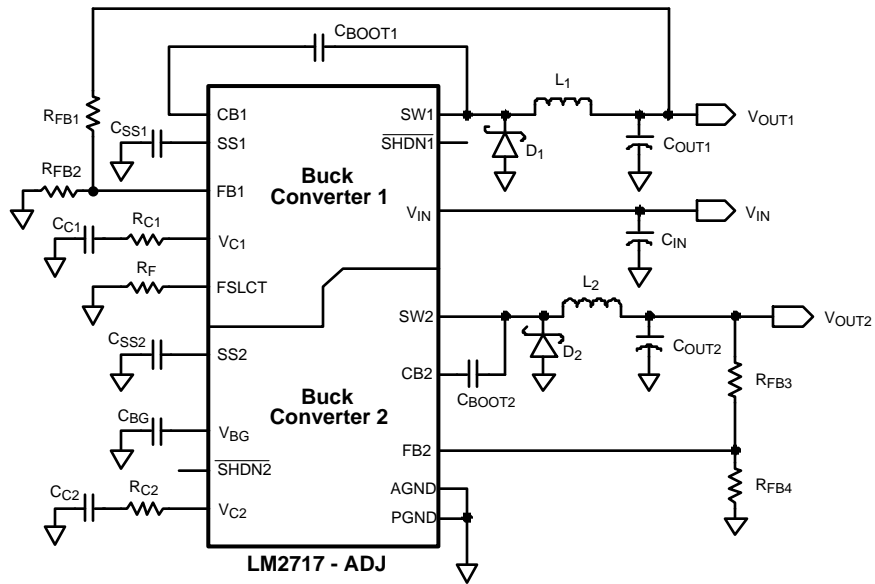 CBOOT1
L1
RFB1
CB1
SW1
VOUT1
CSS1
SS1
SHDN1
D1
COUT1
RFB2
Buck
Converter 1
FB1
CC1
RC1
VIN
VIN
CIN
VC1
RF
FSLCT
L2
SW2
VOUT2
CSS2
SS2
D2
COUT2
CB2
CBOOT2
RFB3
Buck
Converter 2
CBG
VBG
FB2
SHDN2
AGND
RFB4
CC2
RC2
VC2
PGND
LM2717 - ADJ